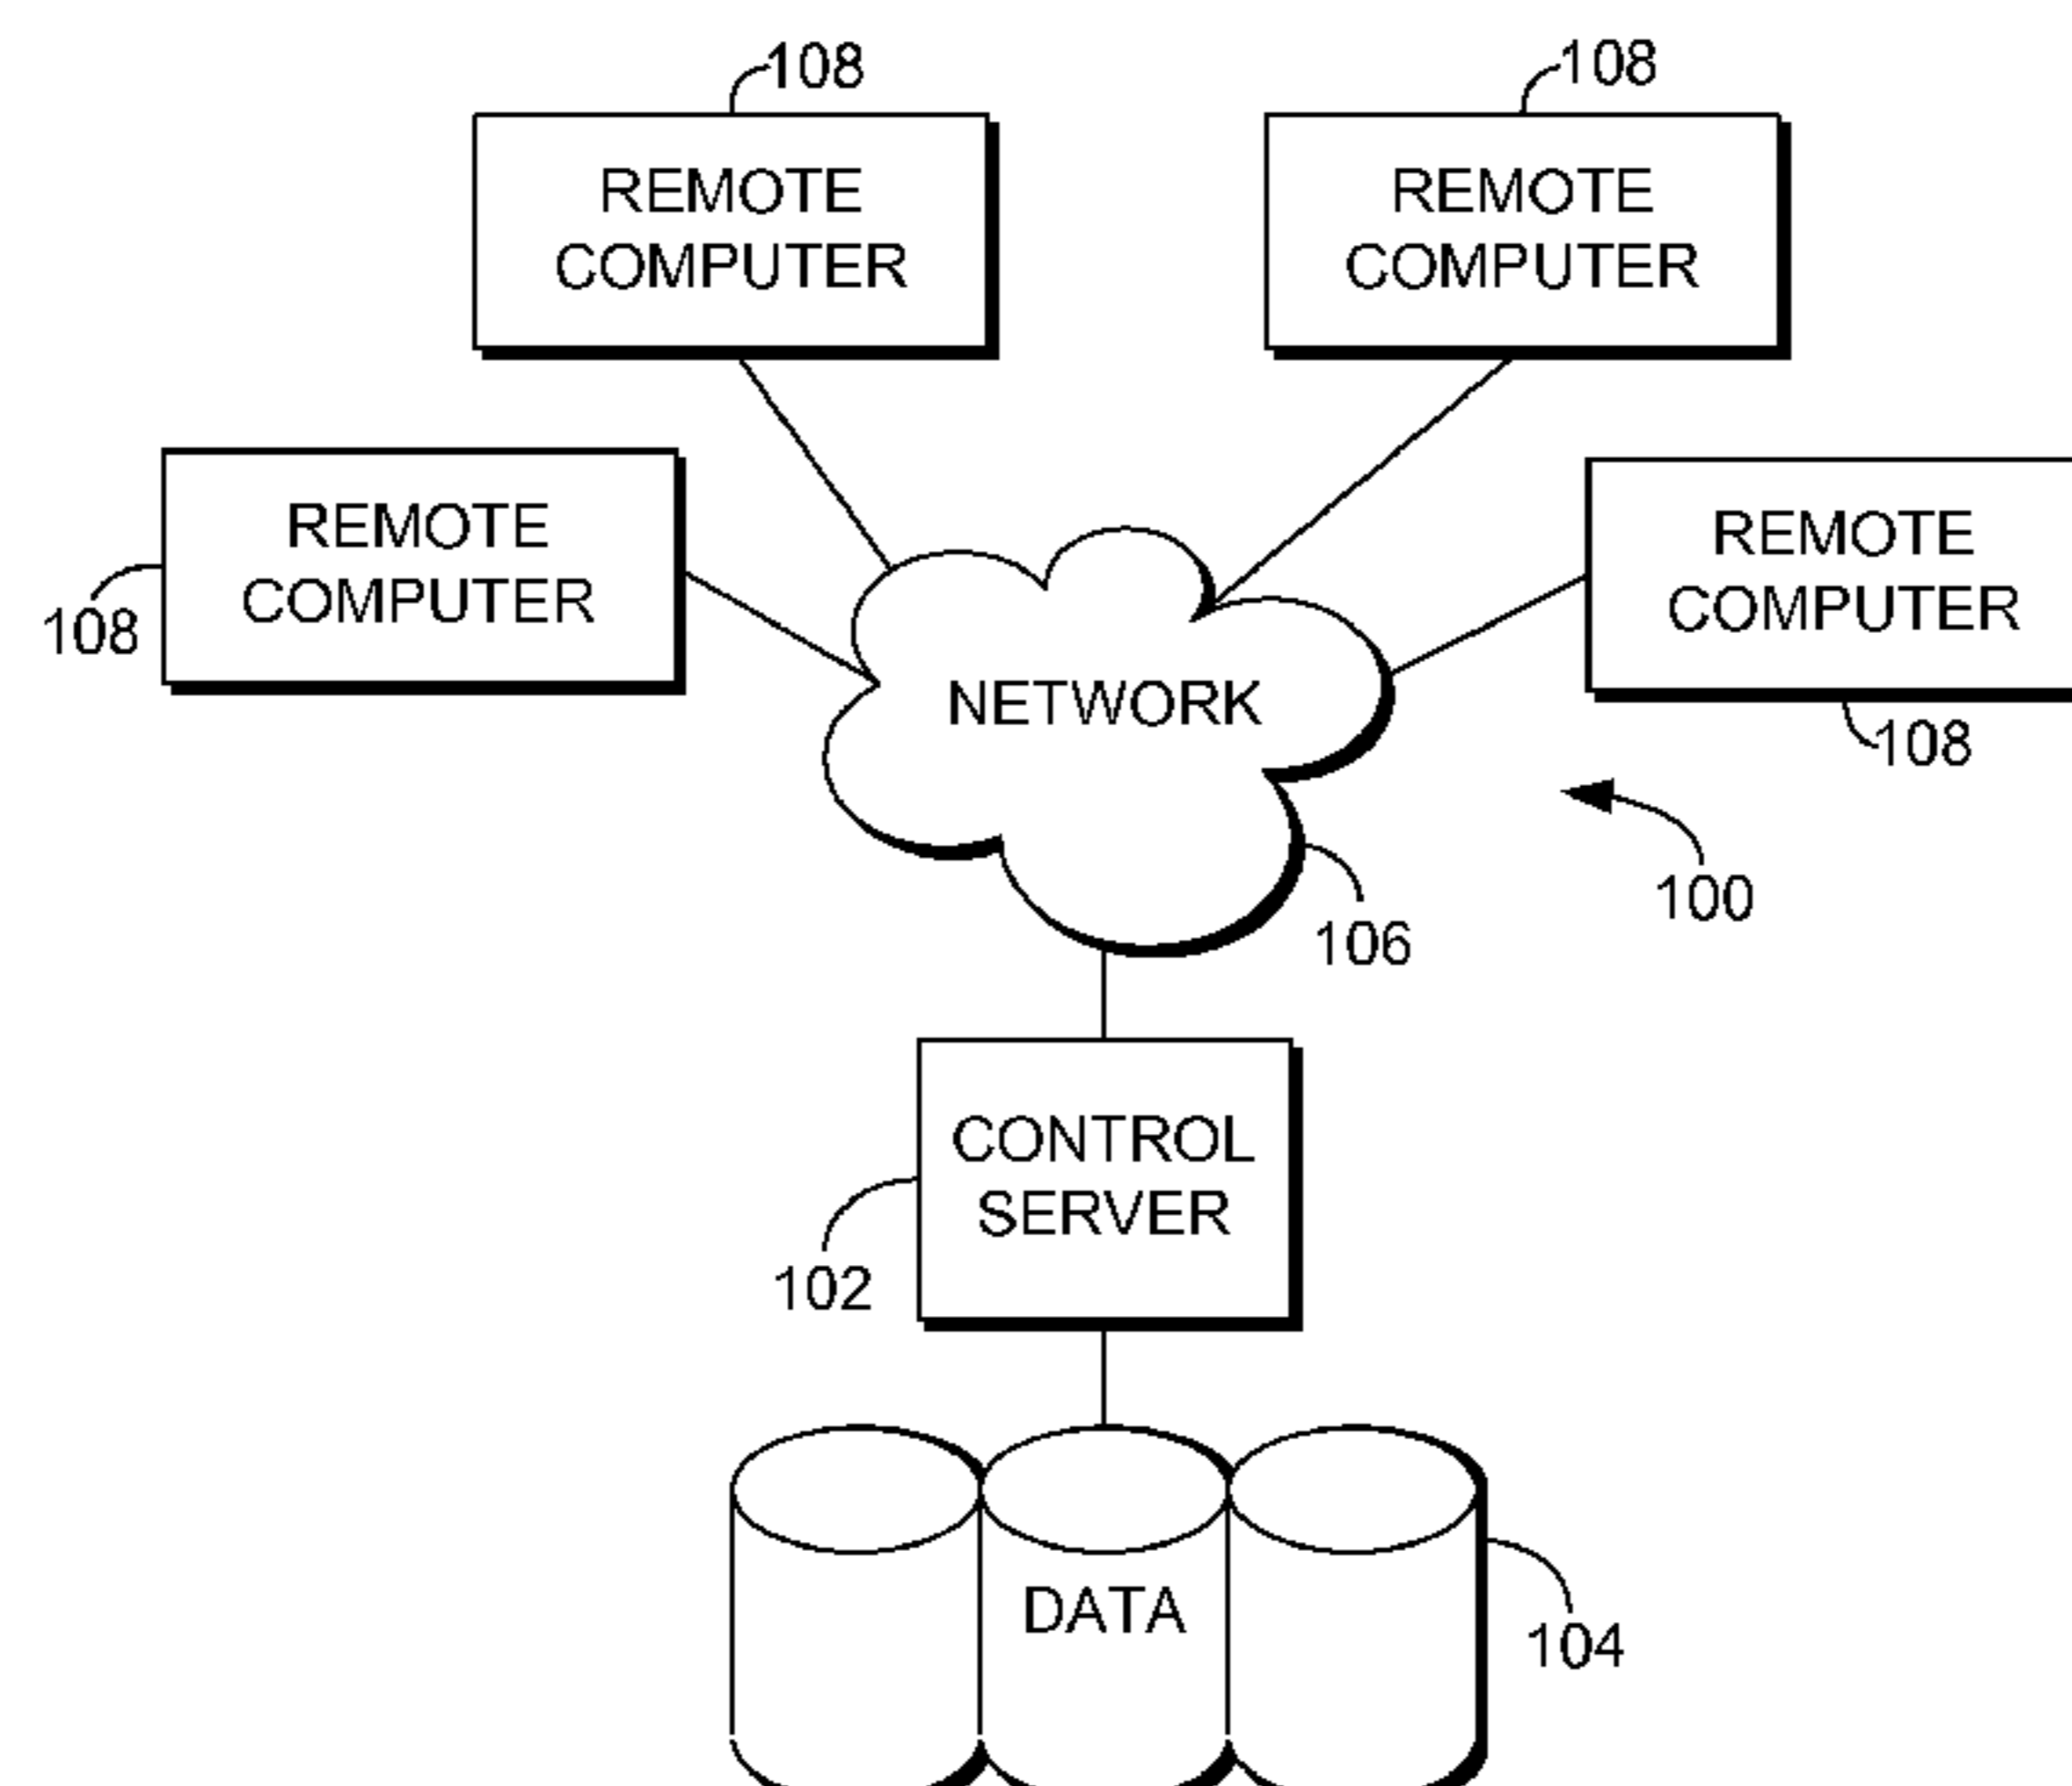 108
108
REMOTE
COMPUTER
REMOTE
COMPUTER
REMOTE
COMPUTER
108
REMOTE
COMPUTER
108
NETWORK
100
106
CONTROL
SERVER
102
DATA
104